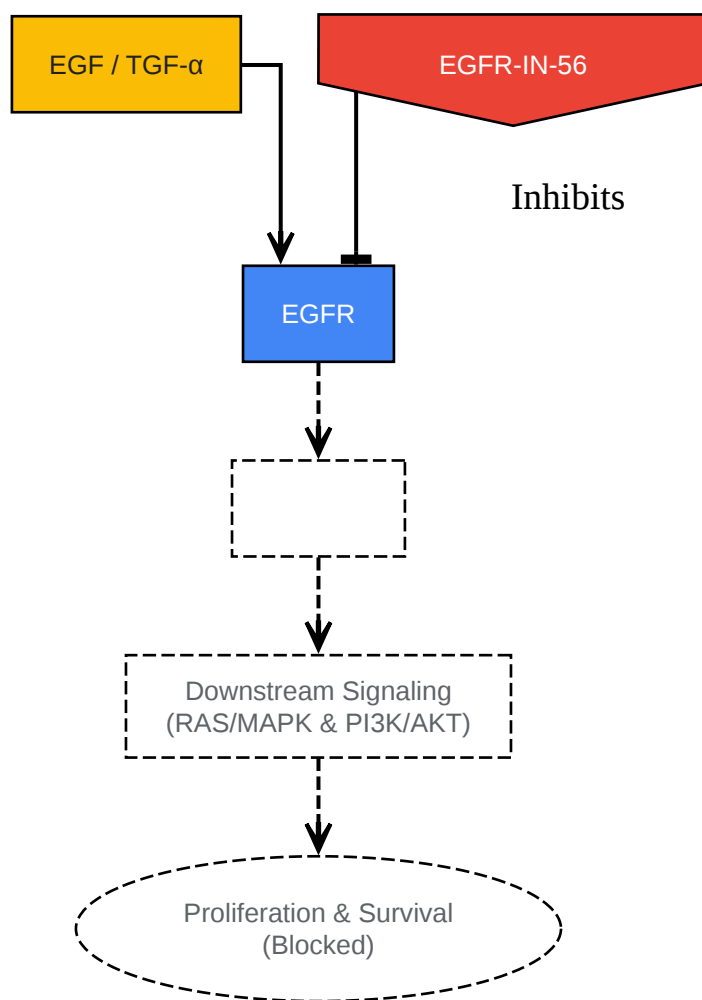 EGF / TGF-α
EGFR-IN-56
Inhibits
EGFR
Downstream Signaling
(RAS/MAPK & PI3K/AKT)
Proliferation & Survival
(Blocked)